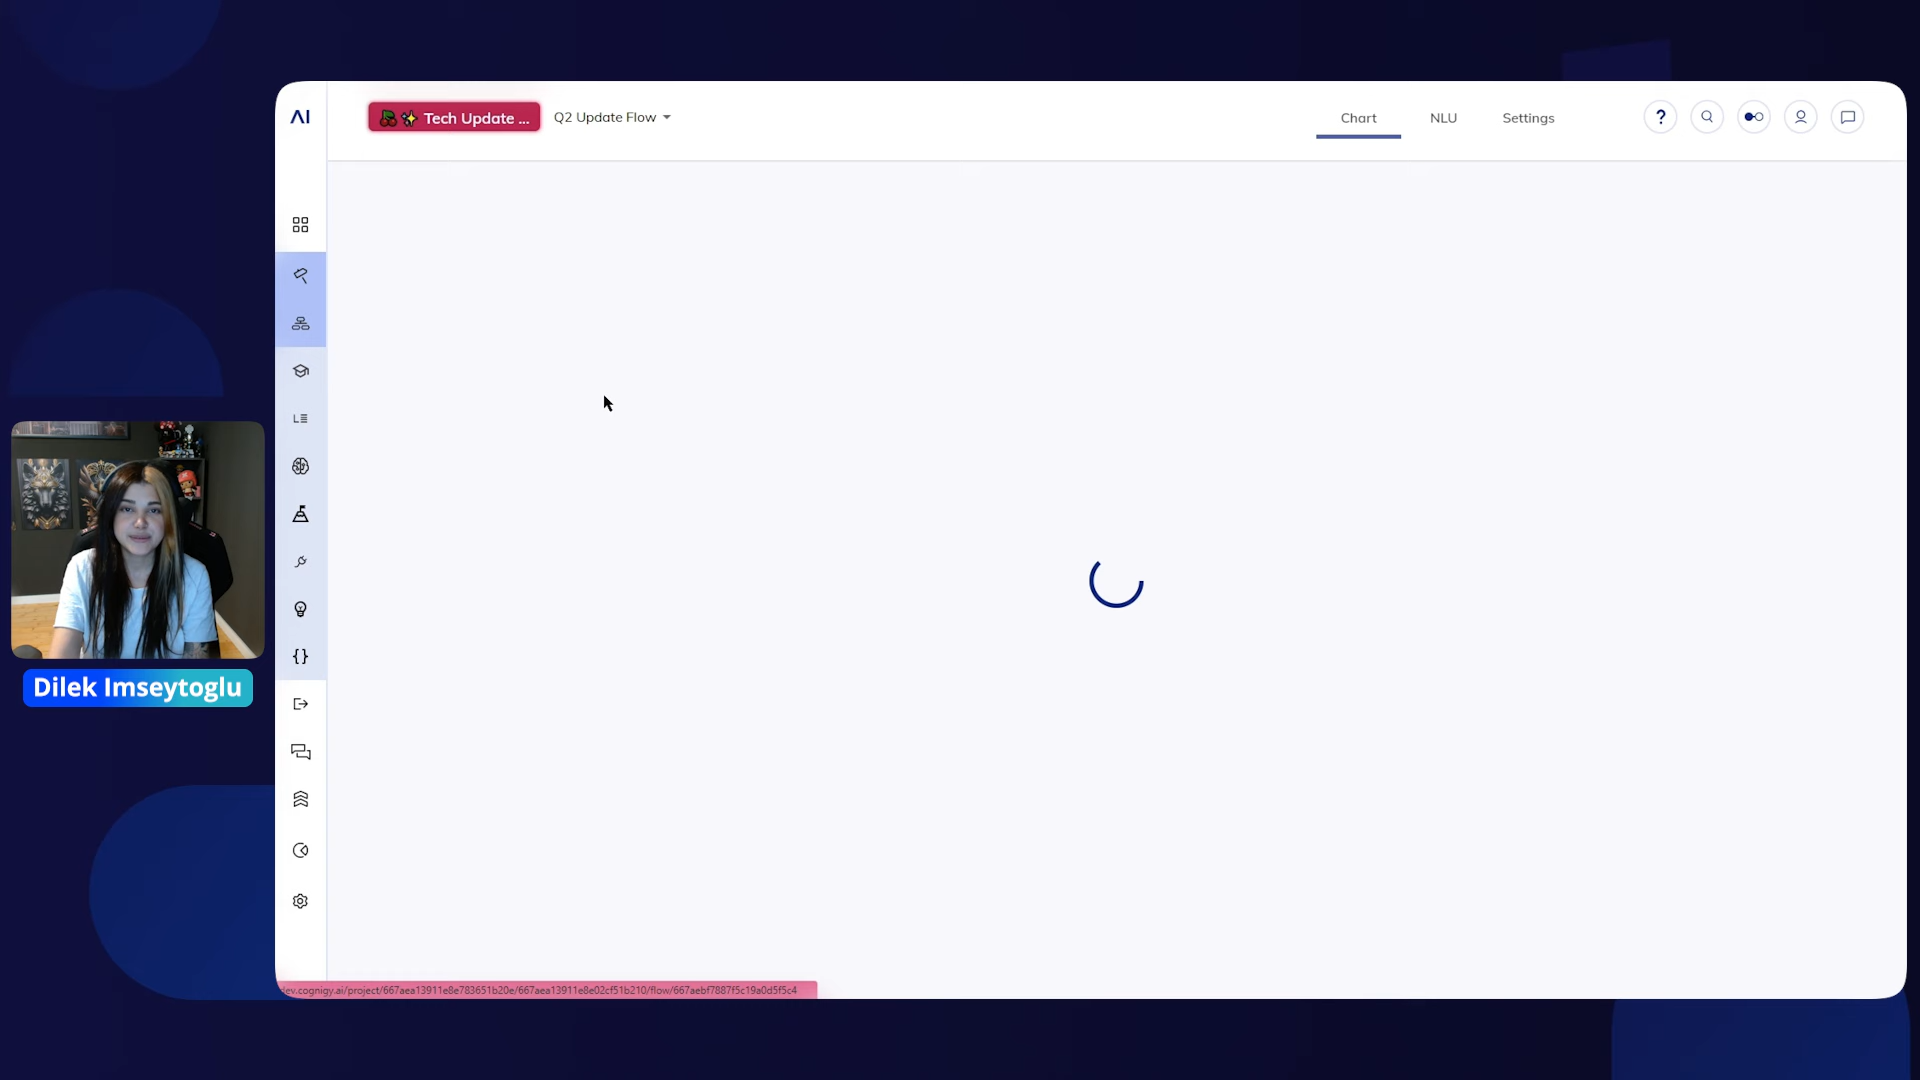 AI
Tech Update ...
Q2 Update Flow
Chart
NLU
Settings
?
Dilek Imseytoglu
dev.cognigy.ai/project/667aea13911e8e783651b20e/667aea13911e8e02cf51b210/flow/667aebf7887f5c19a0d5f5c4